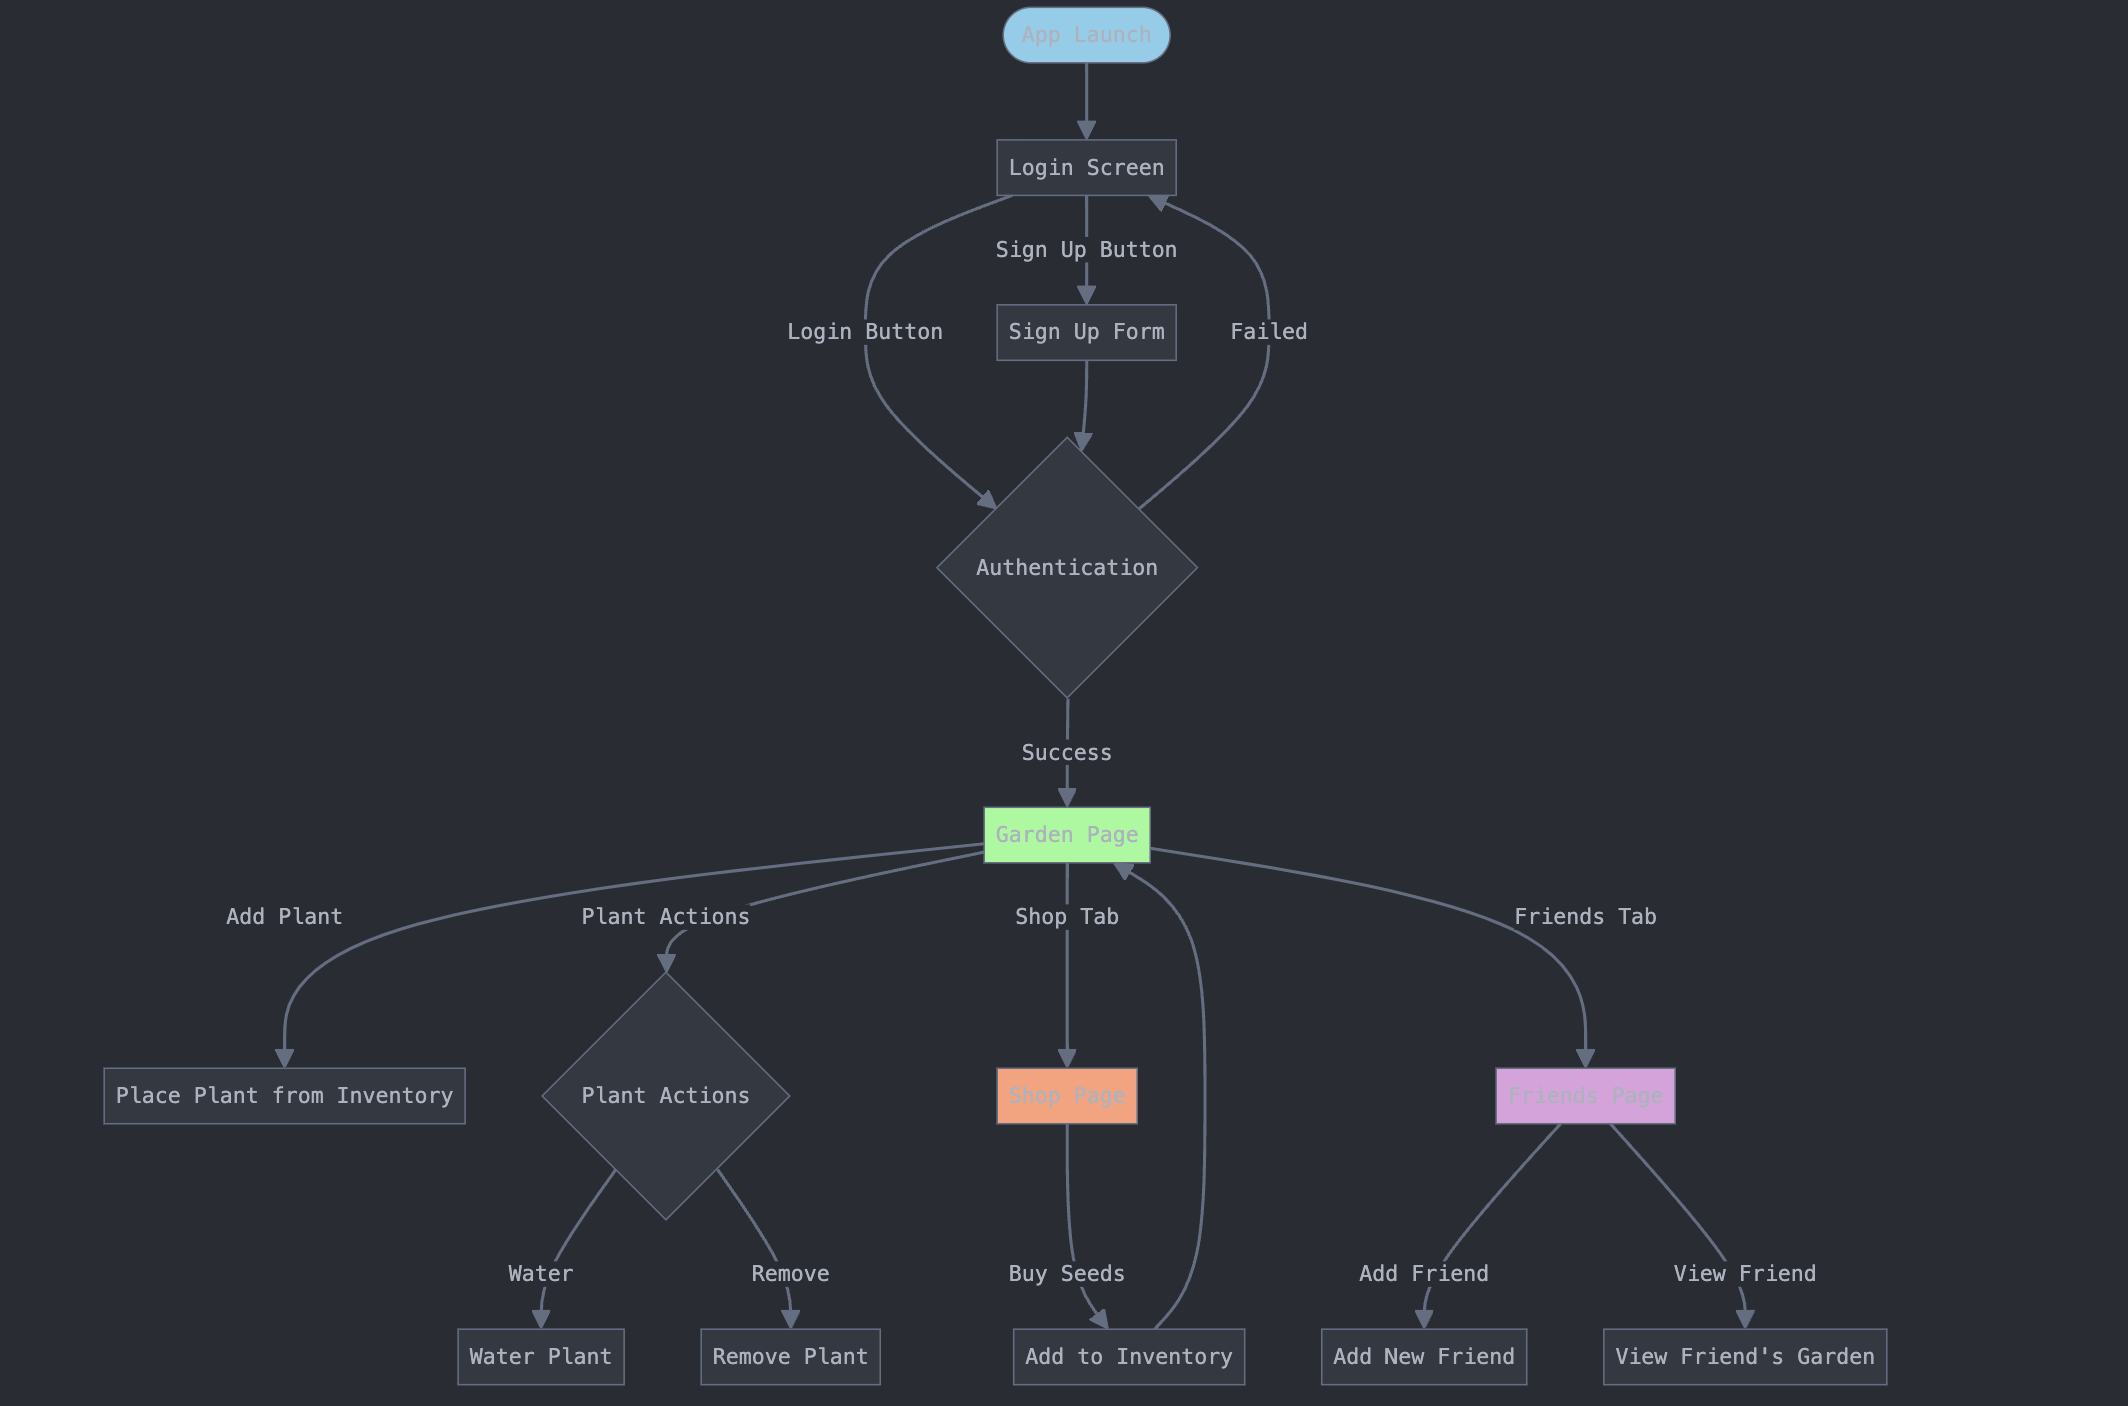 App Launch
Login Screen
Sign Up Button
Login Button
Sign Up Form
Failed
Authentication
Success
Garden Page
Add Plant
Plant Actions
Shop Tab
Friends Tab
Place Plant from Inventory
Plant Actions
Shop Page
Friends Page
Water
Remove
Buy Seeds
Add Friend
View Friend
Water Plant
Remove Plant
Add to Inventory
Add New Friend
View Friend's Garden